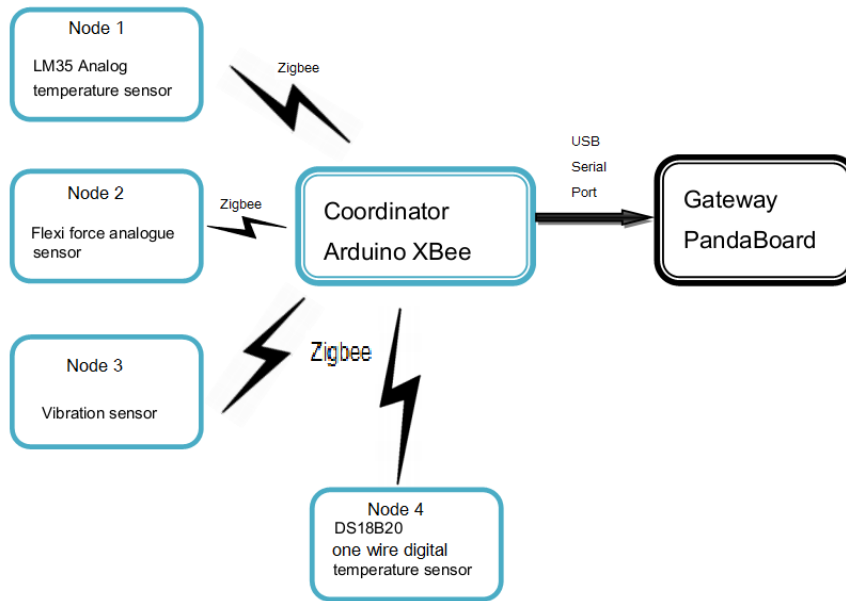 Node 1
LM35 Analog
temperature sensor
Zigbee
Node 2
Flexi force analogue
sensor
Zigbee
Coordinator
Arduino XBee
USB
Serial
Port
Gateway
PandaBoard
Node 3
Vibration sensor
Zigbee
Node 4
DS18B20
one wire digital
temperature sensor